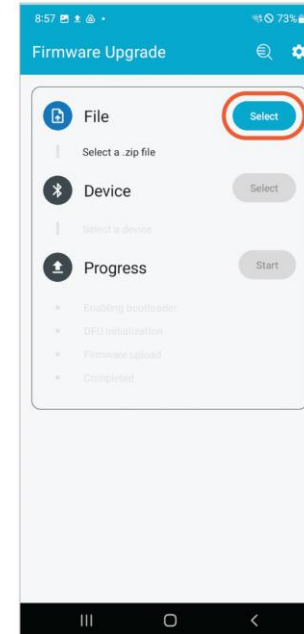 8:57
73%
Firmware Upgrade
File
Select
Select a .zip file
Device
Select
Select a device
Progress
Start
Enabling bootloader
DFU initialization
Firmware upload
Completed